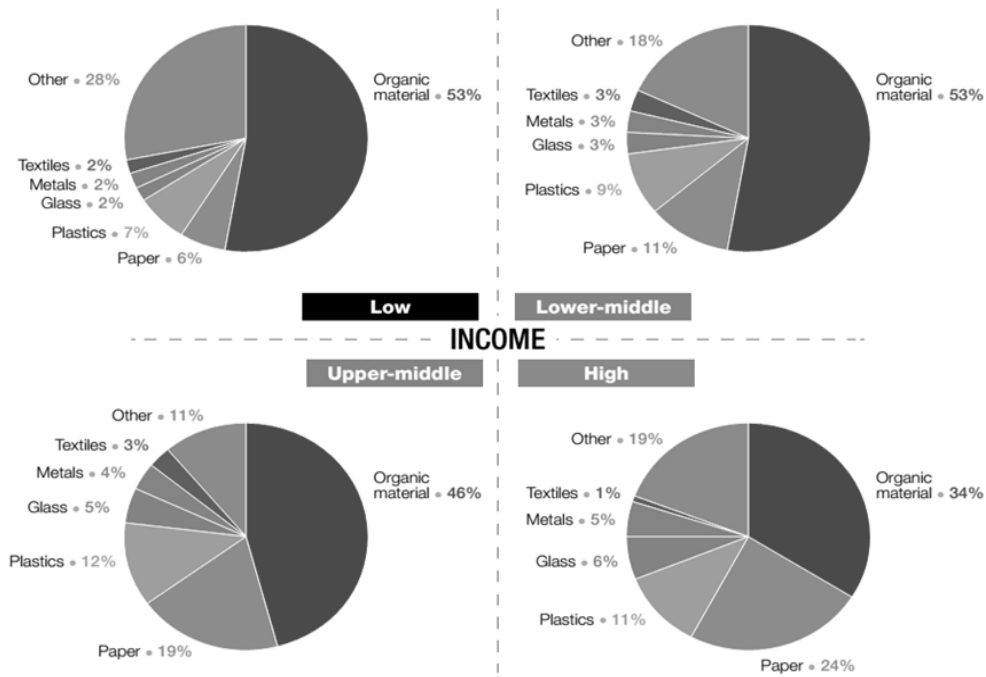 Other • 28%
Organic
material • 53%
Textiles • 2%
Metals • 2%
Glass • 2%
Plastics • 7%
Paper • 6%
Other • 18%
Organic
material • 53%
Textiles • 3%
Metals • 3%
Glass • 3%
Plastics • 9%
Paper • 11%
Low
Lower-middle
INCOME
Upper-middle
High
Other • 11%
Textiles • 3%
Metals • 4%
Glass • 5%
Plastics • 12%
Paper • 19%
Organic
material • 46%
Other • 19%
Organic
material • 34%
Textiles • 1%
Metals • 5%
Glass • 6%
Plastics • 11%
Paper • 24%